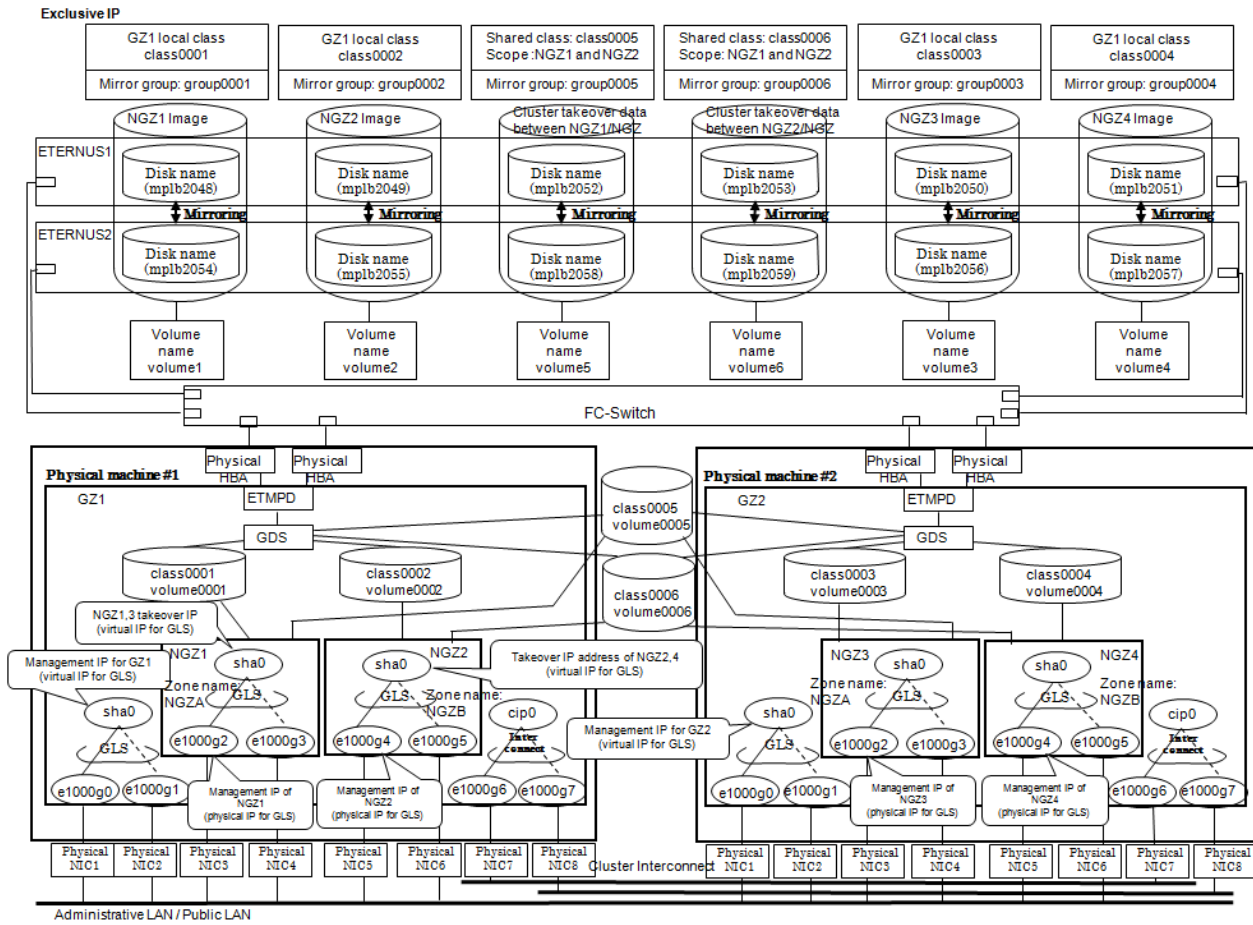 Exclusive IP
GZ1 local class
class0001
Mirror group: group0001
GZ1 local class
class0002
Mirror group: group0002
Shared class: class0005
Scope:NGZ1 and NGZ2
Mirror group: group0005
Shared class: class0006
Scope: NGZ1 and NGZ2
Mirror group: group0006
GZ1 local class
class0003
Mirror group: group0003
GZ1 local class
class0004
Mirror group: group0004
NGZ1 Image
NGZ2 Image
Cluster takeover data
between NGZ1/NGZ
Cluster takeover data
between NGZ2/NGZ
NGZ3 Image
NGZ4 Image
ETERNUS1
Disk name
(mplb2048)
Disk name
(mplb2049)
Disk name
(mplb2052)
Disk name
(mplb2053)
Disk name
(mplb2050)
Disk name
(mplb2051)
Mirroring
Mirroring
Mirroring
Mirroring
Mirroring
Mirroring
ETERNUS2
Disk name
(mplb2054)
Disk name
(mplb2055)
Disk name
(mplb2058)
Disk name
(mplb2059)
Disk name
(mplb2056)
Disk name
(mplb2057)
Volume
name
volume1
Volume
name
volume2
Volume
name
volume5
Volume
name
volume6
Volume
name
volume3
Volume
name
volume4
FC-Switch
Physical machine #1
Physical
HBA
Physical
HBA
GZ1
ETMPD
GDS
class0001
volume0001
class0002
volume0002
class0005
volume0005
class0006
volume0006
Physical machine #2
Physical
HBA
Physical
HBA
GZ2
ETMPD
GDS
class0003
volume0003
class0004
volume0004
NGZ1,3 takeover IP
(virtual IP for GLS)
Management IP for GZ1
(virtual IP for GLS)
NGZ1
sha0
Zone name:
NGZA
GLS
e1000g2
e1000g3
sha0
NGZ2
GLS
Zone name:
NGZB
e1000g4
e1000g5
Takeover IP address of NGZ2,4
(virtual IP for GLS)
sha0
GLS
e1000g0
e1000g1
cip0
Inter
connect
e1000g6
e1000g7
Management IP of
NGZ1
(physical IP for GLS)
Management IP of
NGZ2
(physical IP for GLS)
Management IP for GZ2
(virtual IP for GLS)
NGZ3
sha0
Zone name:
NGZA
GLS
e1000g2
e1000g3
sha0
NGZ4
GLS
Zone name:
NGZB
e1000g4
e1000g5
sha0
GLS
e1000g0
e1000g1
cip0
Inter
connect
e1000g6
e1000g7
Management IP of
NGZ3
(physical IP for GLS)
Management IP of
NGZ4
(physical IP for GLS)
Physical
NIC1
Physical
NIC2
Physical
NIC3
Physical
NIC4
Physical
NIC5
Physical
NIC6
Physical
NIC7
Physical
NIC8
Cluster Interconnect
Physical
NIC1
Physical
NIC2
Physical
NIC3
Physical
NIC4
Physical
NIC5
Physical
NIC6
Physical
NIC7
Physical
NIC8
Administrative LAN / Public LAN